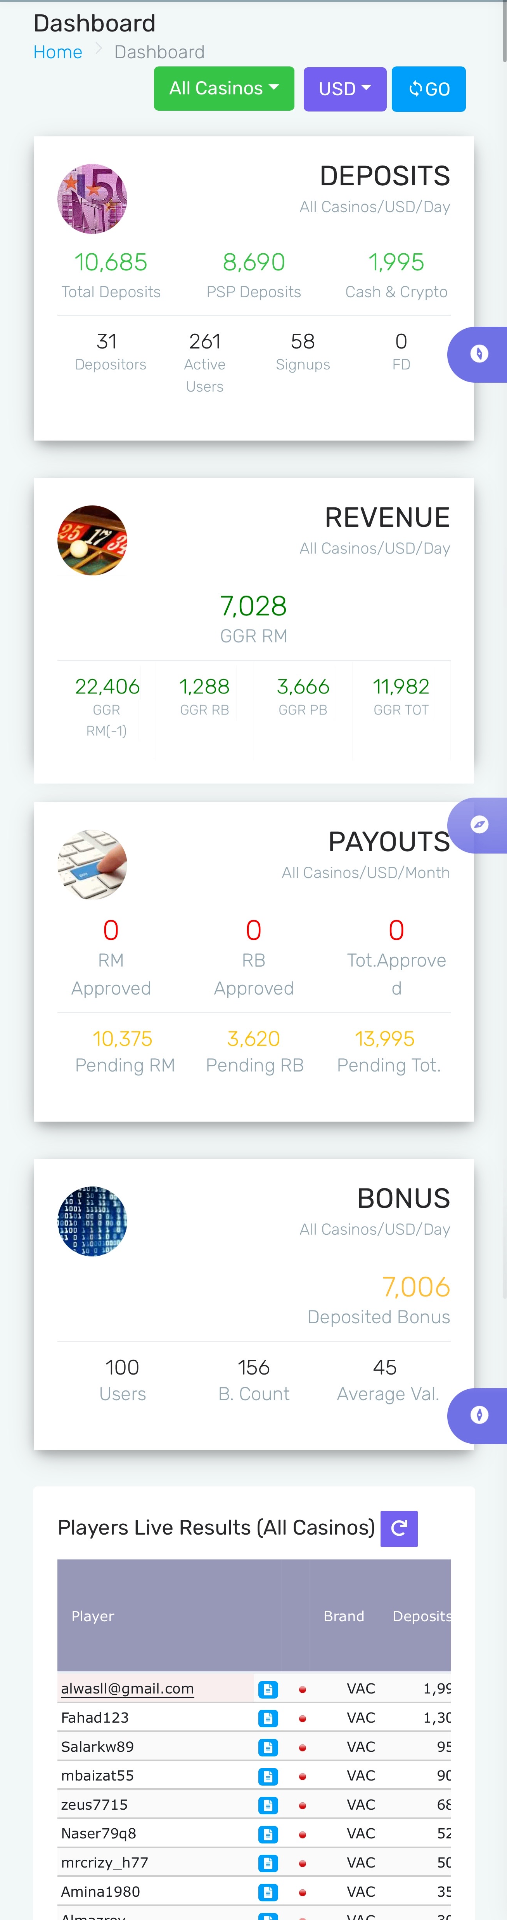 Dashboard
Home > Dashboard
All Casinos USD GO
DEPOSITS
All Casinos/USD/Day
10,685 8,690 1,995
Total Deposits PSP Deposits Cash & Crypto
31 261 58 0
Depositors Active Users Signups FD
REVENUE
All Casinos/USD/Day
25 17 34
7,028
GGR RM
22,406 1,288 3,666 11,982
GGR RM(-1) GGR RB GGR PB GGR TOT
PAYOUTS
All Casinos/USD/Month
0 0 0
RM Approved RB Approved Tot.Approved
10,375 3,620 13,995
Pending RM Pending RB Pending Tot.
BONUS
All Casinos/USD/Day
7,006
Deposited Bonus
100 156 45
Users B. Count Average Val.
Players Live Results (All Casinos)
Player Brand Deposits
alwasll@gmail.com VAC 1,99
Fahad123 VAC 1,30
Salarkw89 VAC 95
mbaizat55 VAC 90
zeus7715 VAC 68
Naser79q8 VAC 52
mrcrizy_h77 VAC 50
Amina1980 VAC 35